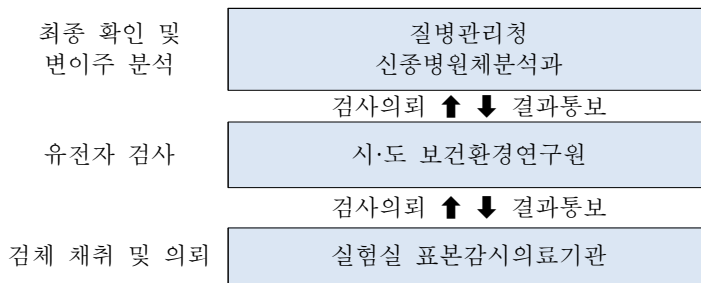 최종 확인 및
변이주 분석
질병관리청
신종병원체분석과
검사의뢰 ⬆ ⬇ 결과통보
유전자 검사
시·도 보건환경연구원
검사의뢰 ⬆ ⬇ 결과통보
검체 채취 및 의뢰
실험실 표본감시의료기관